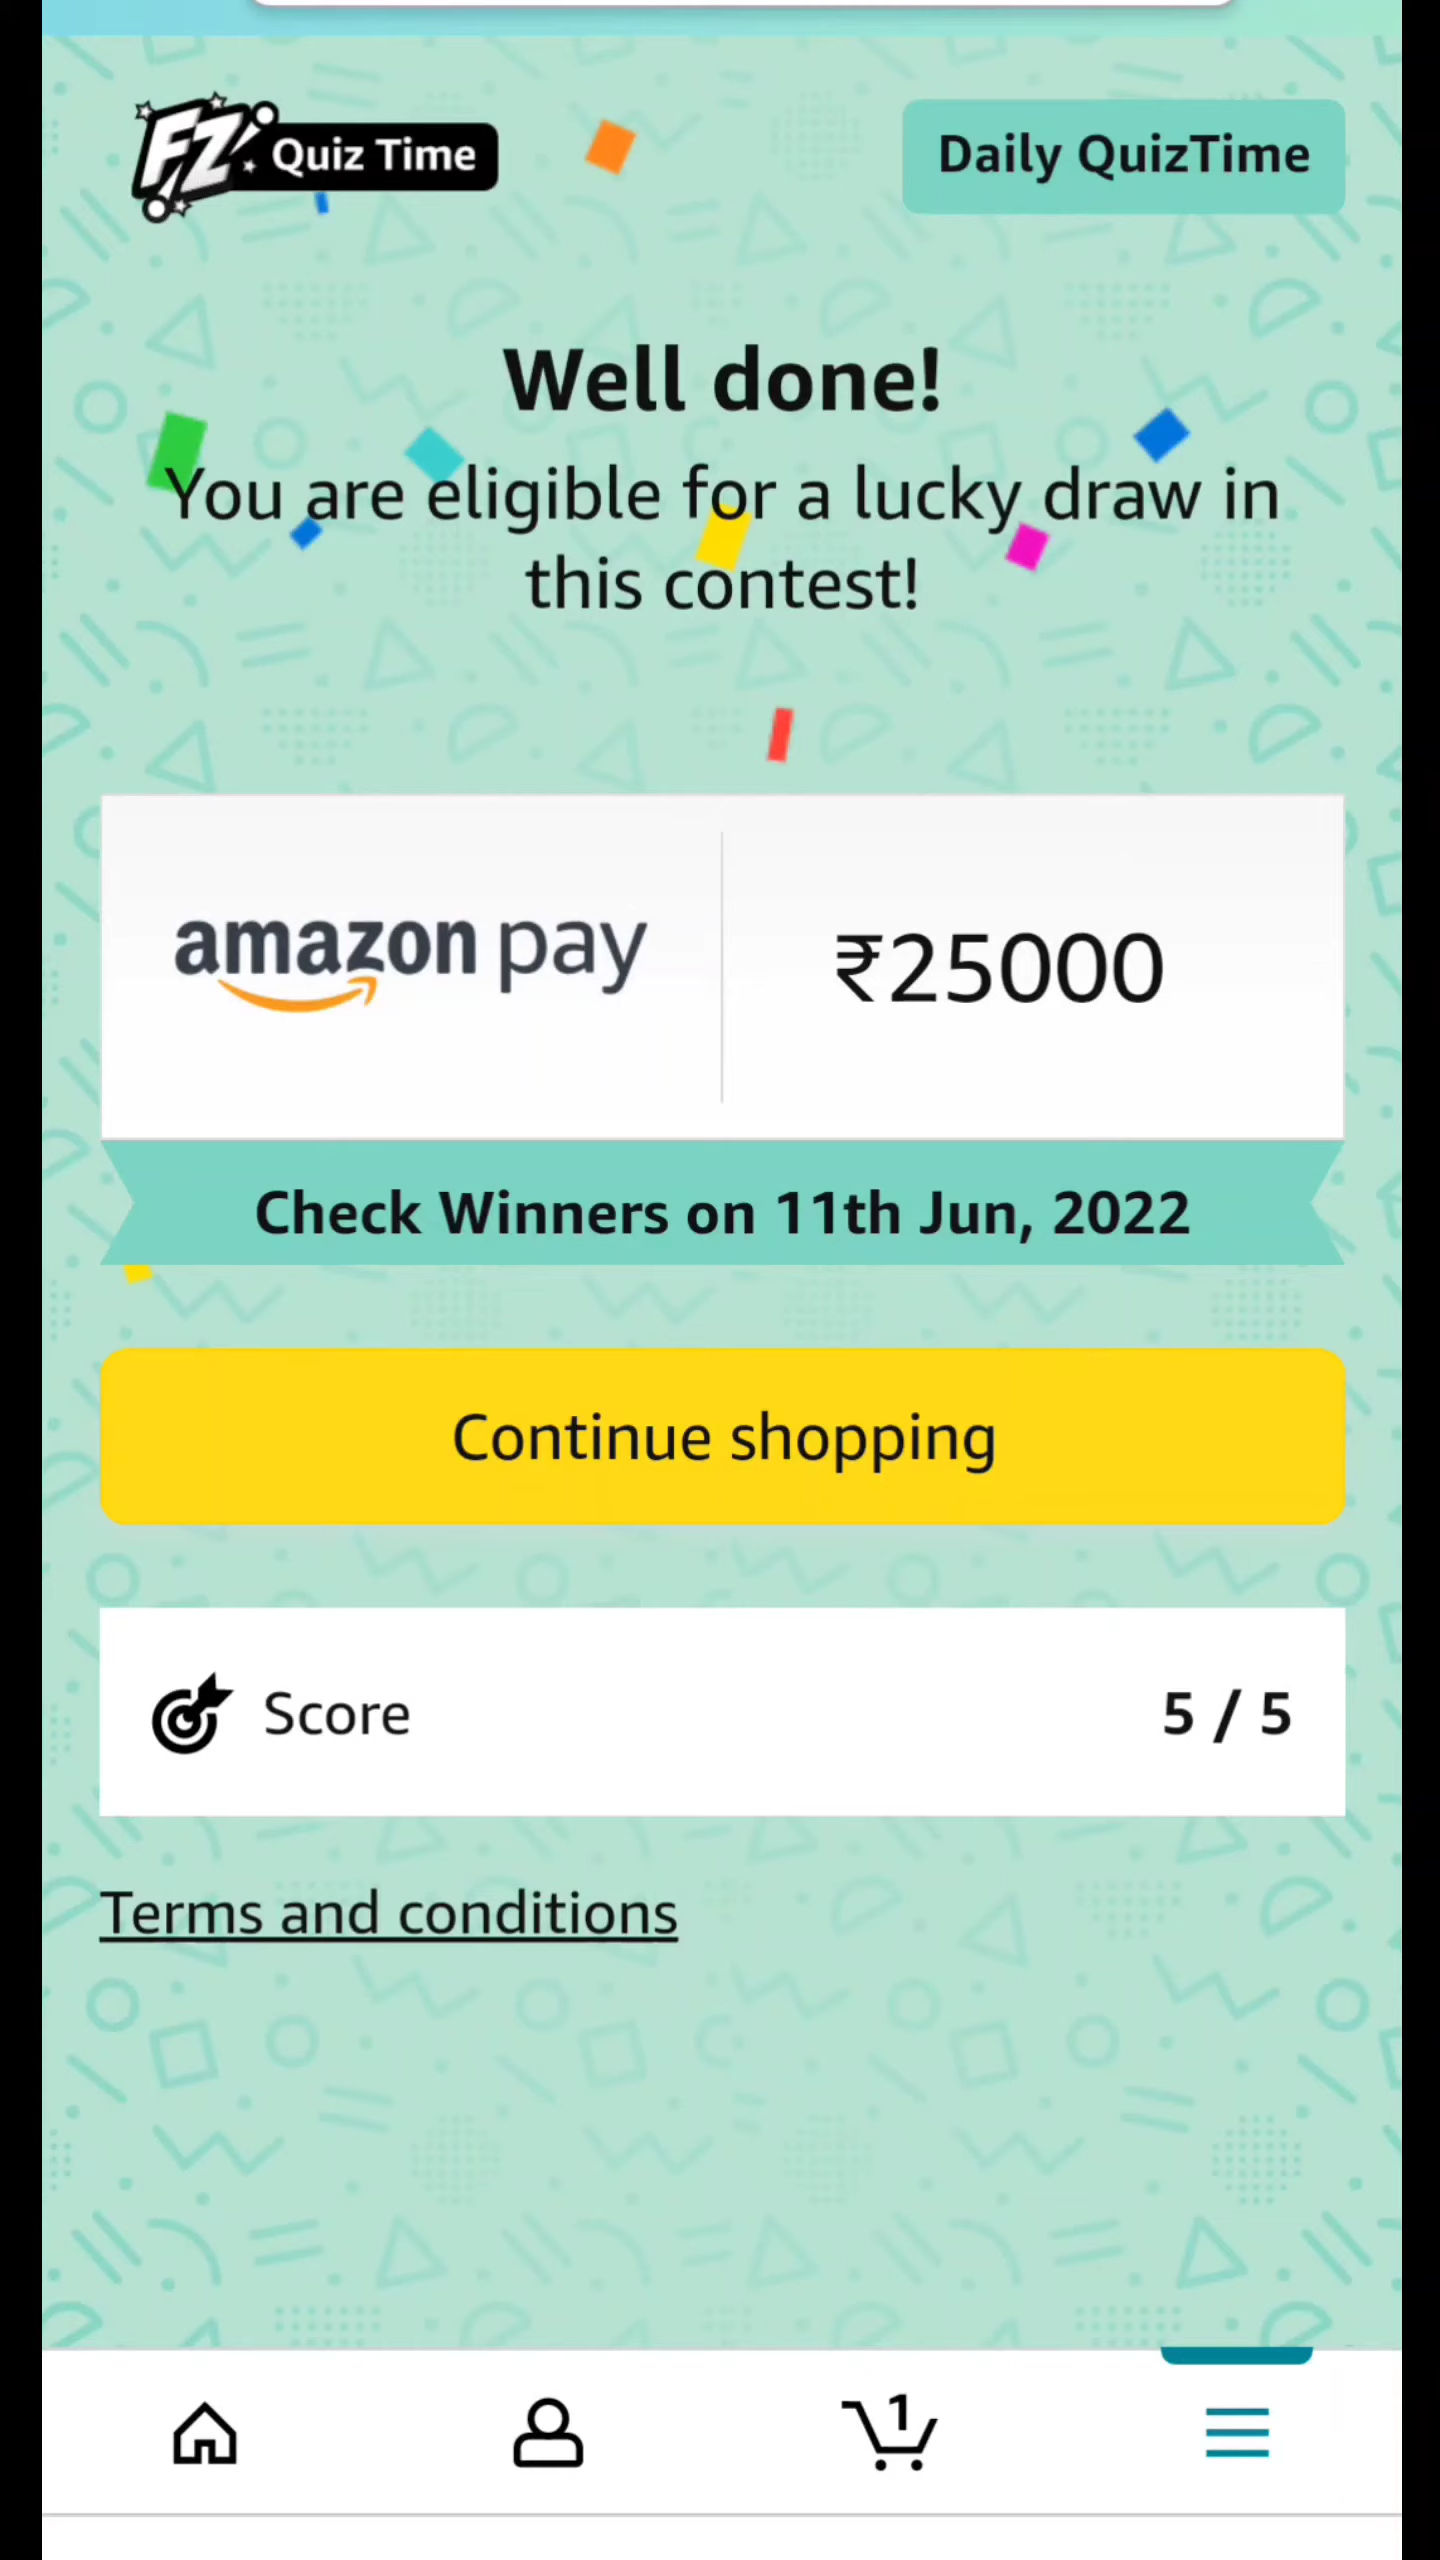 FZ Quiz Time
Daily QuizTime
Well done!
You are eligible for a lucky draw in
this contest!
amazon pay
₹25000
Check Winners on 11th Jun, 2022
Continue shopping
Score
5 / 5
Terms and conditions
1